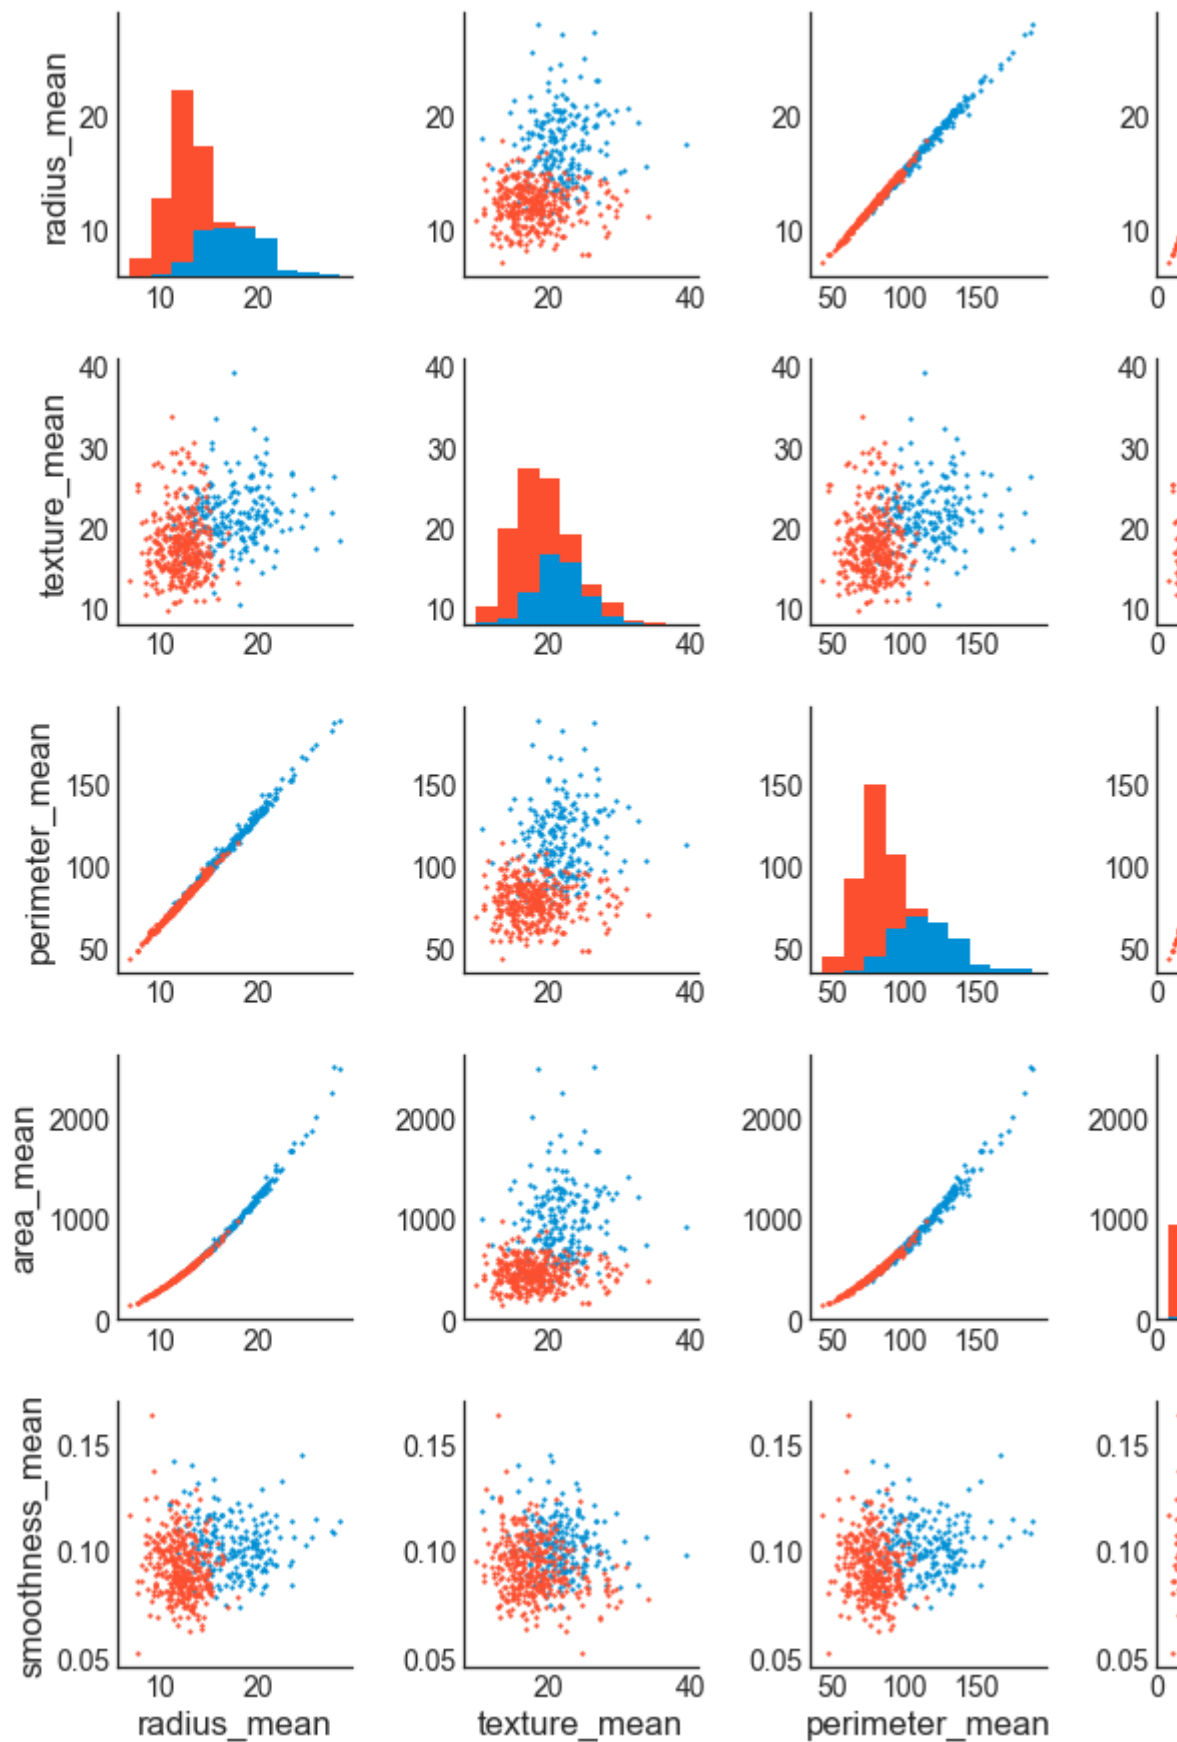 radius_mean
20 20 20 20
10 10 10 10
10 20 20 40 50 100 150 0
texture_mean
40 40 40 40
30 30 30 30
20 20 20 20
10 10 10 10
10 20 20 40 50 100 150 0
perimeter_mean
150 150 150 150
100 100 100 100
50 50 50 50
10 20 20 40 50 100 150 0
area_mean
2000 2000 2000 2000
1000 1000 1000 1000
0 0 0 0
10 20 20 40 50 100 150 0
smoothness_mean
0.15 0.15 0.15 0.15
0.10 0.10 0.10 0.10
0.05 0.05 0.05 0.05
10 20 20 40 50 100 150 0
radius_mean texture_mean perimeter_mean